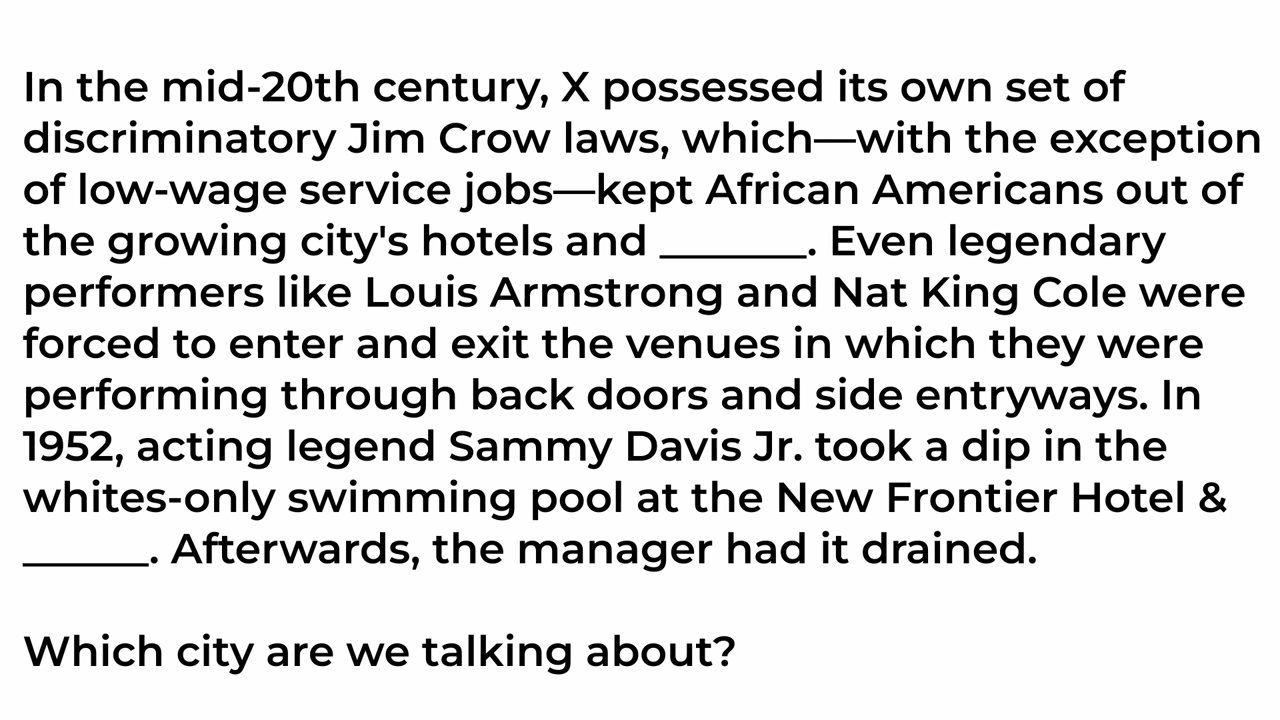 In the mid-20th century, X possessed its own set of
discriminatory Jim Crow laws, which—with the exception
of low-wage service jobs—kept African Americans out of
the growing city's hotels and _______. Even legendary
performers like Louis Armstrong and Nat King Cole were
forced to enter and exit the venues in which they were
performing through back doors and side entryways. In
1952, acting legend Sammy Davis Jr. took a dip in the
whites-only swimming pool at the New Frontier Hotel &
______. Afterwards, the manager had it drained.
Which city are we talking about?